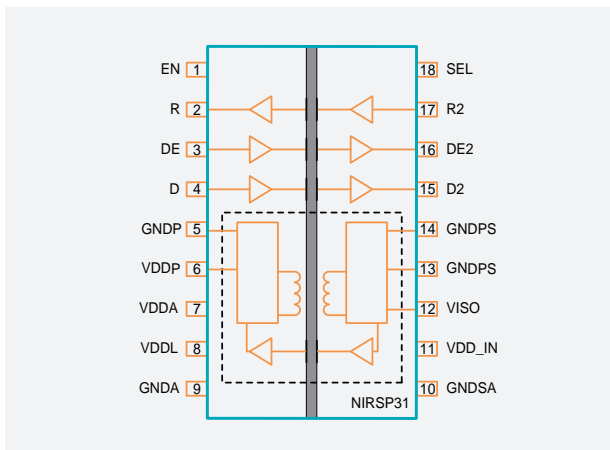 EN 1 18 SEL
R 2 17 R2
DE 3 16 DE2
D 4 15 D2
GNDP 5 14 GNDPS
VDDP 6 13 GNDPS
VDDA 7 12 VISO
VDDL 8 11 VDD_IN
GNDA 9 10 GNDSA
NIRSP31